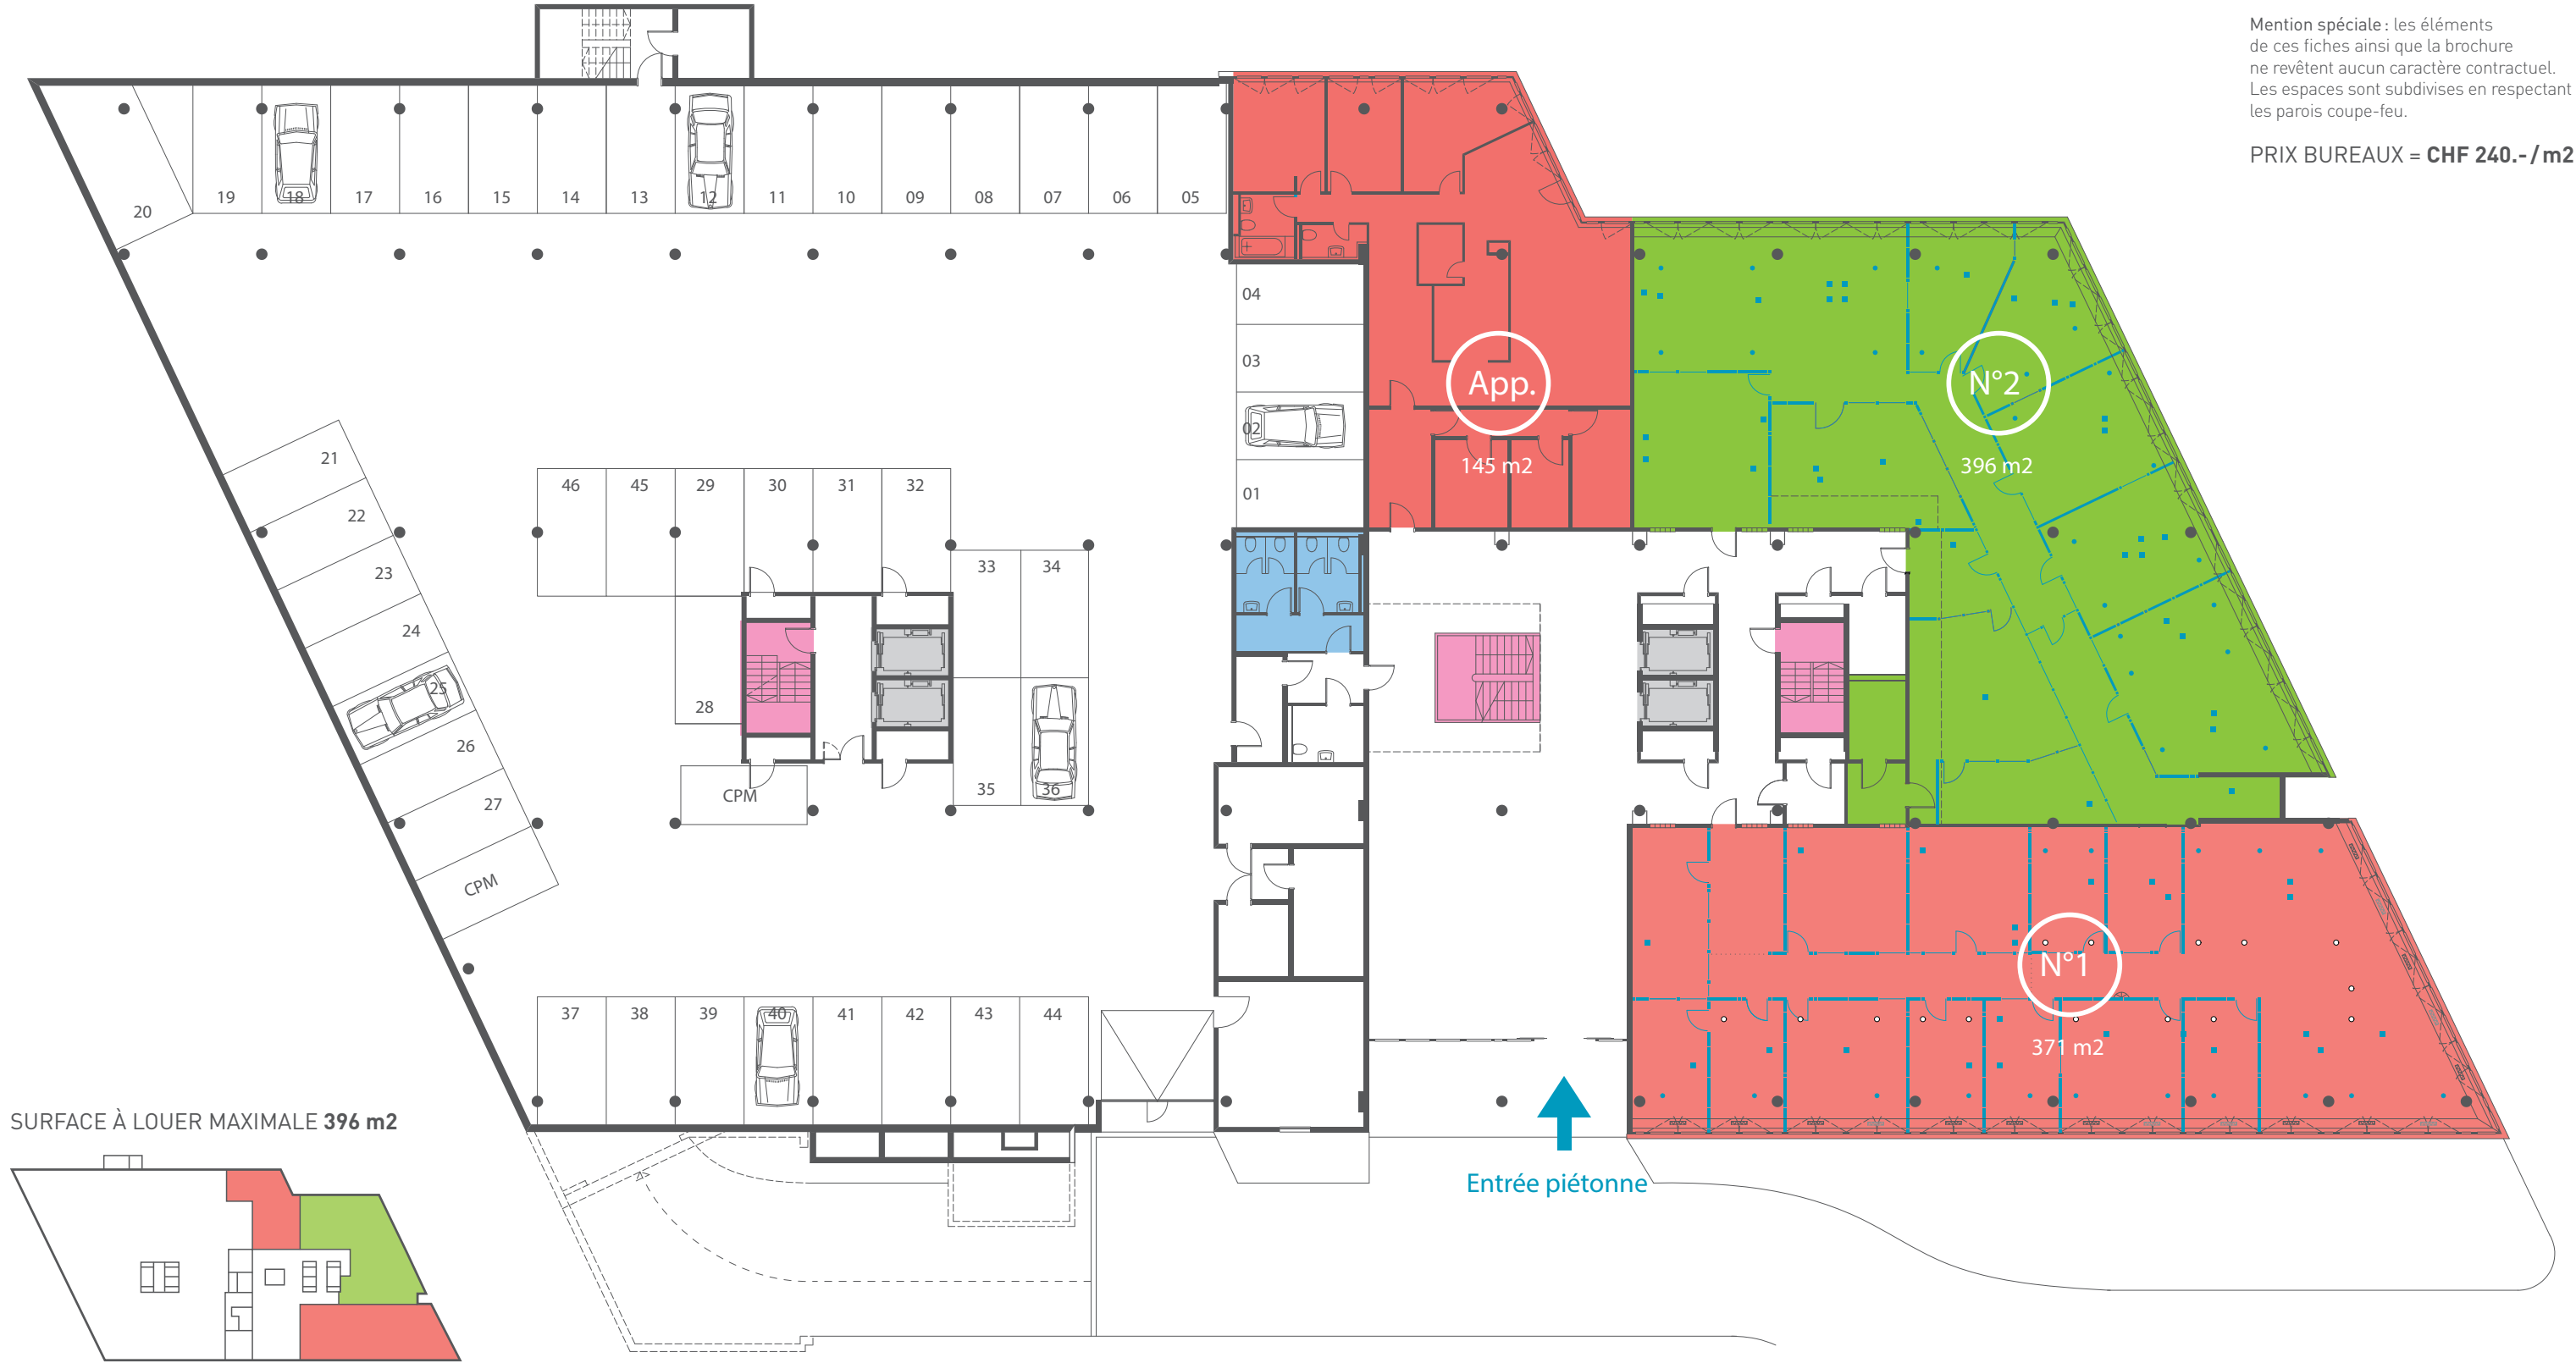 Mention spéciale : les éléments
de ces fiches ainsi que la brochure
ne revêtent aucun caractère contractuel.
Les espaces sont subdivises en respectant
les parois coupe-feu.
PRIX BUREAUX = CHF 240.- / m2
20
19
18
17
16
15
14
13
12
11
10
09
08
07
06
05
04
03
02
01
App.
145 m2
N°2
396 m2
21
22
23
24
25
26
27
CPM
46
45
29
30
31
32
33
34
28
35
36
CPM
37
38
39
40
41
42
43
44
N°1
371 m2
Entrée piétonne
SURFACE À LOUER MAXIMALE 396 m2